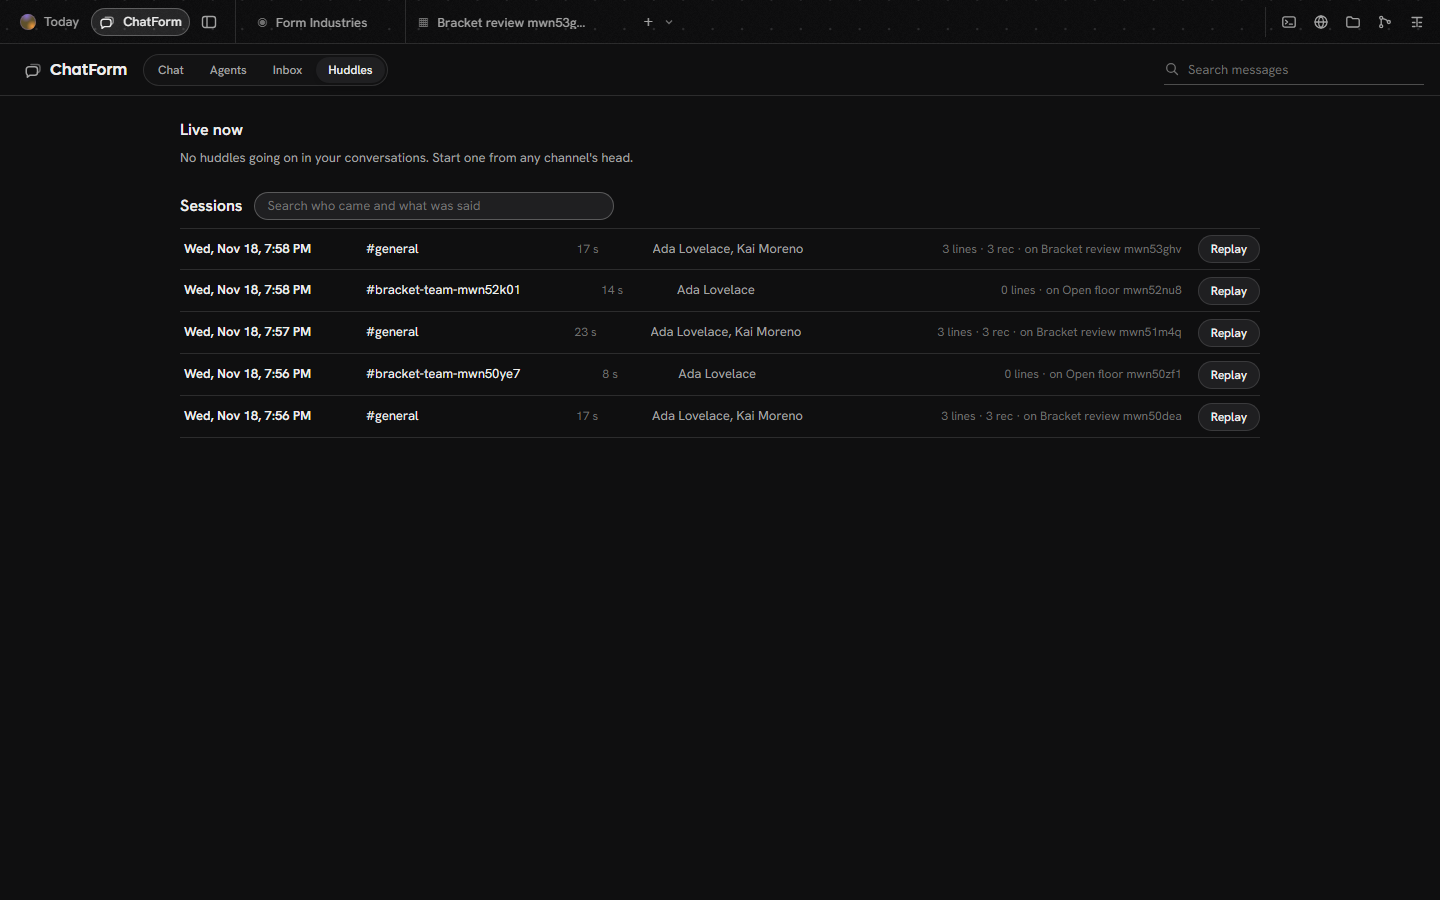 Today
ChatForm
Form Industries
Bracket review mwn53g...
ChatForm
Chat
Agents
Inbox
Huddles
Search messages
Live now
No huddles going on in your conversations. Start one from any channel's head.
Sessions
Search who came and what was said
Wed, Nov 18, 7:58 PM #general 17 s Ada Lovelace, Kai Moreno 3 lines · 3 rec · on Bracket review mwn53ghv Replay
Wed, Nov 18, 7:58 PM #bracket-team-mwn52k01 14 s Ada Lovelace 0 lines · on Open floor mwn52nu8 Replay
Wed, Nov 18, 7:57 PM #general 23 s Ada Lovelace, Kai Moreno 3 lines · 3 rec · on Bracket review mwn51m4q Replay
Wed, Nov 18, 7:56 PM #bracket-team-mwn50ye7 8 s Ada Lovelace 0 lines · on Open floor mwn50zf1 Replay
Wed, Nov 18, 7:56 PM #general 17 s Ada Lovelace, Kai Moreno 3 lines · 3 rec · on Bracket review mwn50dea Replay